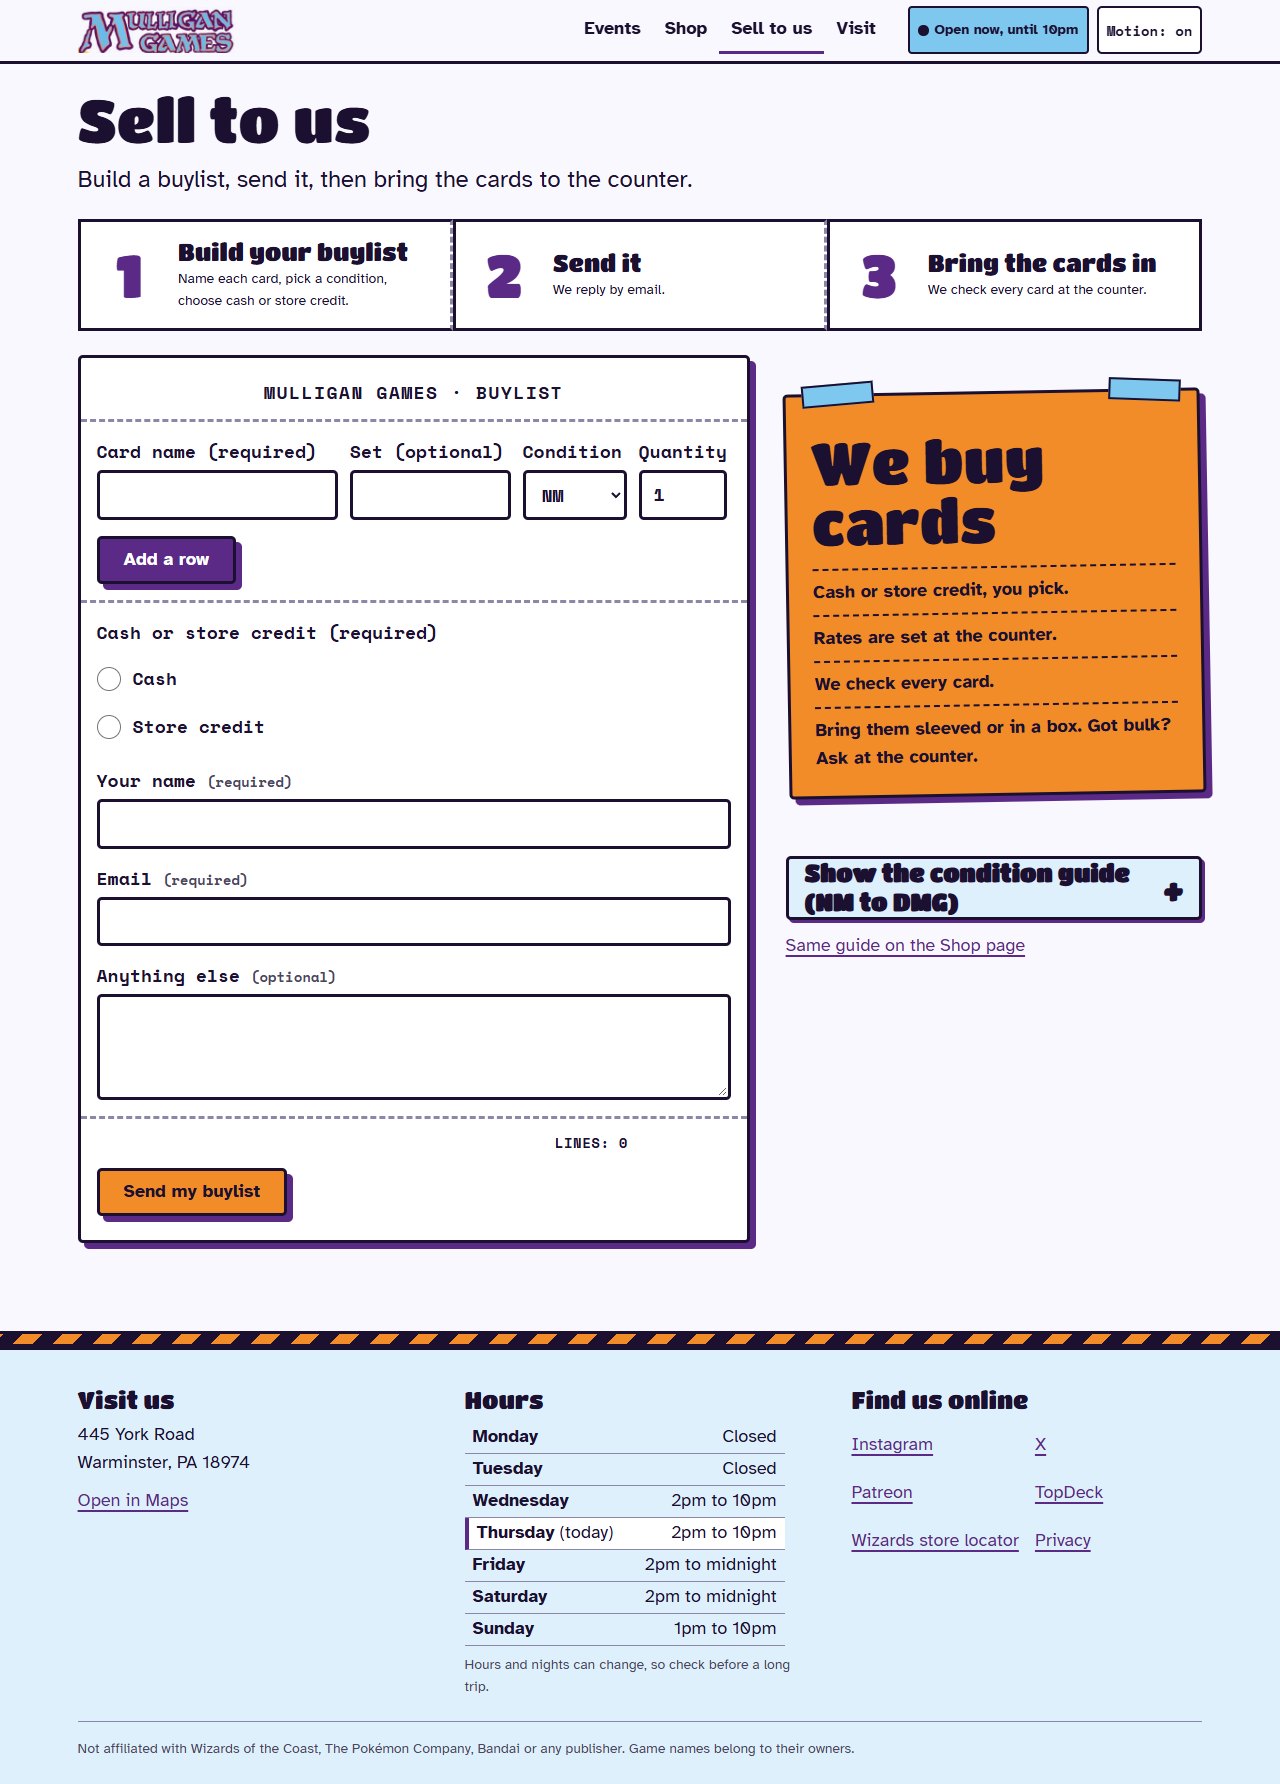 MULLIGAN GAMES
Events Shop Sell to us Visit
Open now, until 10pm
Motion: on
Sell to us
Build a buylist, send it, then bring the cards to the counter.
1
Build your buylist
Name each card, pick a condition,
choose cash or store credit.
2
Send it
We reply by email.
3
Bring the cards in
We check every card at the counter.
MULLIGAN GAMES · BUYLIST
Card name (required) Set (optional) Condition Quantity
NM 1
Add a row
Cash or store credit (required)
Cash
Store credit
Your name (required)
Email (required)
Anything else (optional)
LINES: 0
Send my buylist
We buy
cards
Cash or store credit, you pick.
Rates are set at the counter.
We check every card.
Bring them sleeved or in a box. Got bulk?
Ask at the counter.
Show the condition guide
(NM to DMG)
+
Same guide on the Shop page
Visit us
445 York Road
Warminster, PA 18974
Open in Maps
Hours
Monday Closed
Tuesday Closed
Wednesday 2pm to 10pm
Thursday (today) 2pm to 10pm
Friday 2pm to midnight
Saturday 2pm to midnight
Sunday 1pm to 10pm
Hours and nights can change, so check before a long
trip.
Find us online
Instagram X
Patreon TopDeck
Wizards store locator Privacy
Not affiliated with Wizards of the Coast, The Pokémon Company, Bandai or any publisher. Game names belong to their owners.